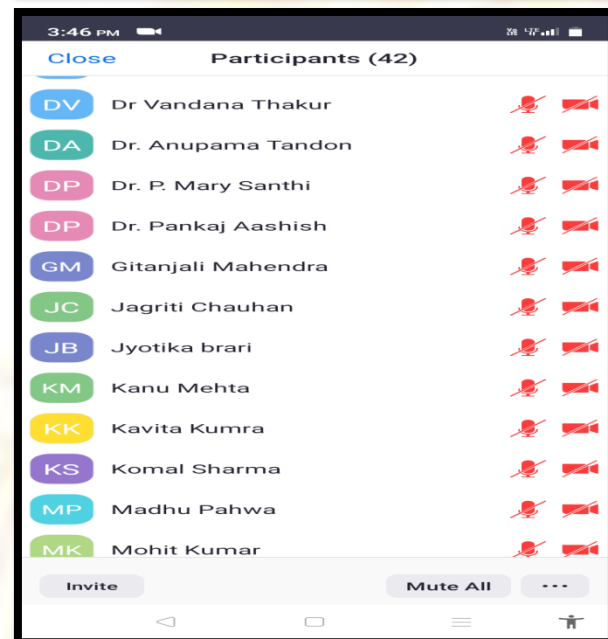 3:46 PM
Close Participants (42)
DV Dr Vandana Thakur
DA Dr. Anupama Tandon
DP Dr. P. Mary Santhi
DP Dr. Pankaj Aashish
GM Gitanjali Mahendra
JC Jagriti Chauhan
JB Jyotika brari
KM Kanu Mehta
KK Kavita Kumra
KS Komal Sharma
MP Madhu Pahwa
MK Mohit Kumar
Invite Mute All ...